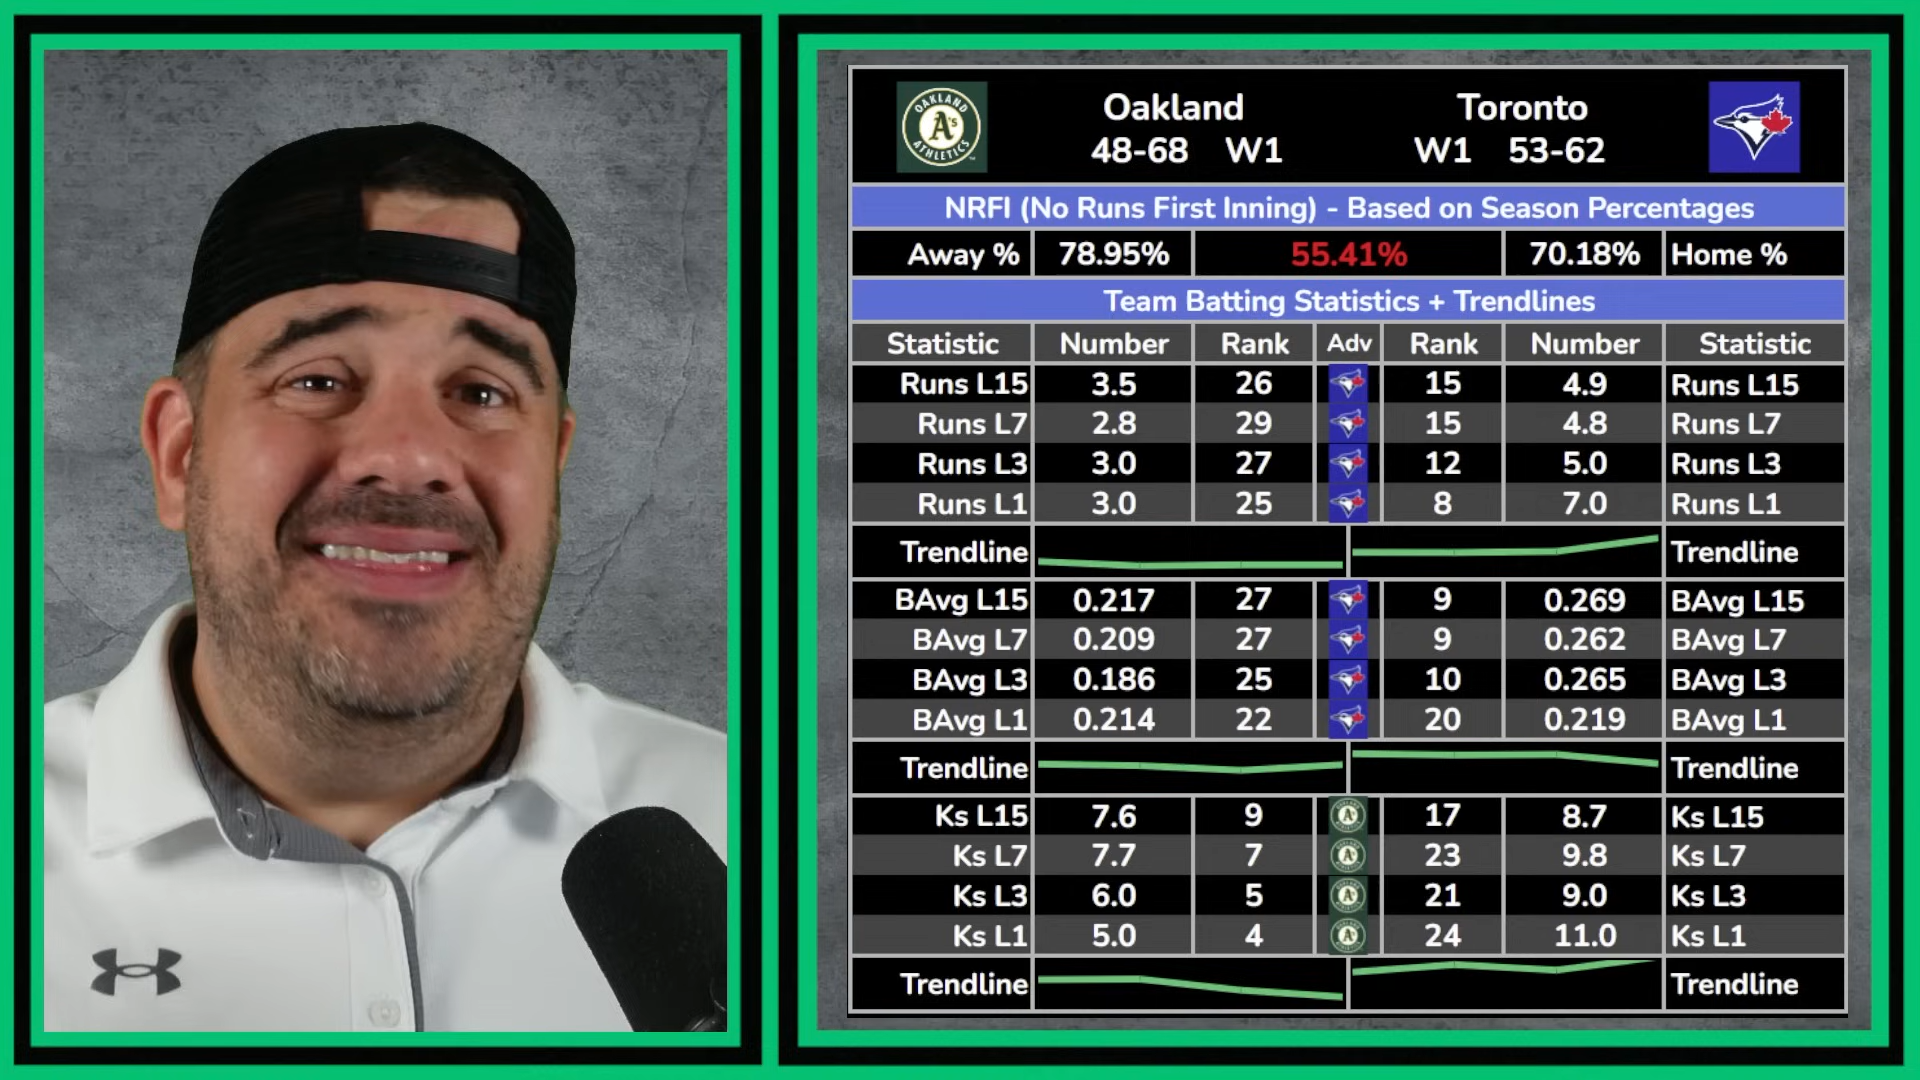 OAKLAND
A's
ATHLETICS
Oakland
48-68 W1
Toronto
W1 53-62
NRFI (No Runs First Inning) - Based on Season Percentages
Away % 78.95% 55.41% 70.18% Home %
Team Batting Statistics + Trendlines
Statistic Number Rank Adv Rank Number Statistic
Runs L15 3.5 26 15 4.9 Runs L15
Runs L7 2.8 29 15 4.8 Runs L7
Runs L3 3.0 27 12 5.0 Runs L3
Runs L1 3.0 25 8 7.0 Runs L1
Trendline Trendline
BAvg L15 0.217 27 9 0.269 BAvg L15
BAvg L7 0.209 27 9 0.262 BAvg L7
BAvg L3 0.186 25 10 0.265 BAvg L3
BAvg L1 0.214 22 20 0.219 BAvg L1
Trendline Trendline
Ks L15 7.6 9 17 8.7 Ks L15
Ks L7 7.7 7 23 9.8 Ks L7
Ks L3 6.0 5 21 9.0 Ks L3
Ks L1 5.0 4 24 11.0 Ks L1
Trendline Trendline